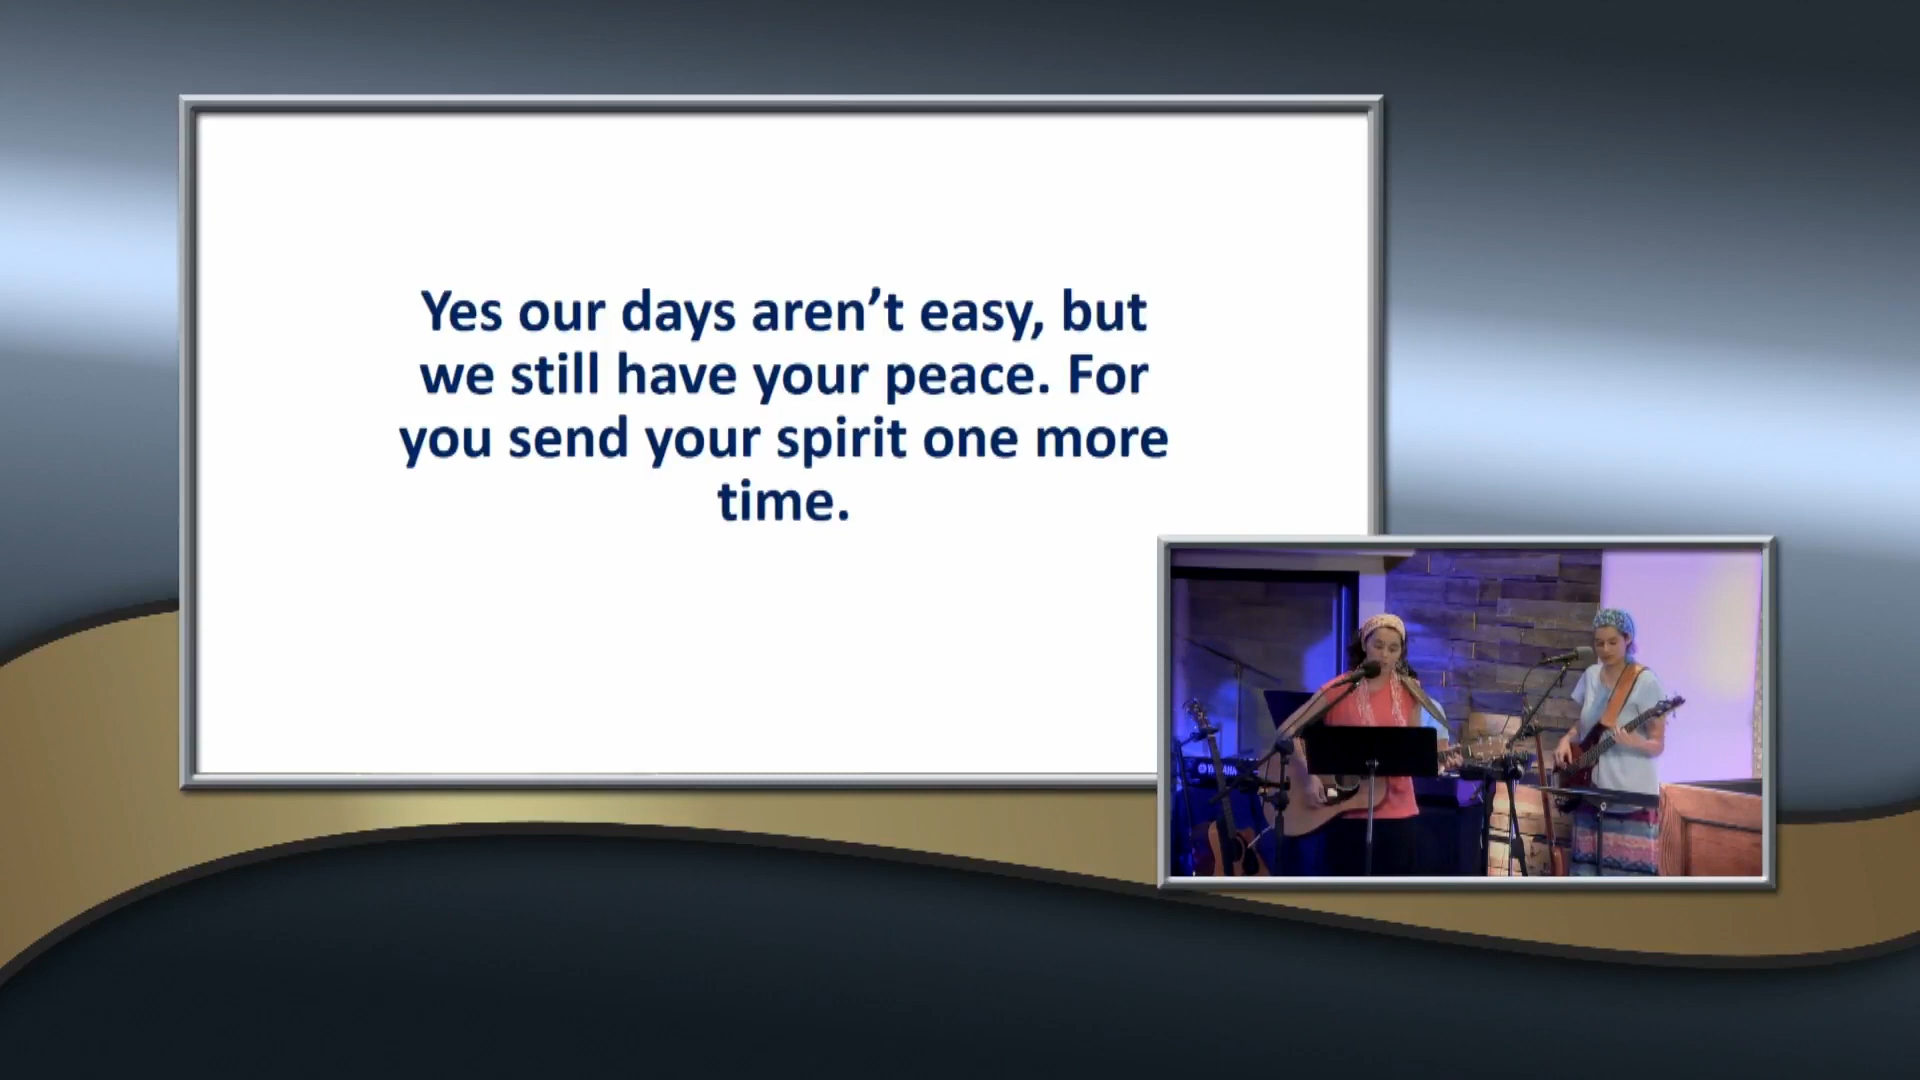 Yes our days aren’t easy, but
we still have your peace. For
you send your spirit one more
time.
YAMAHA